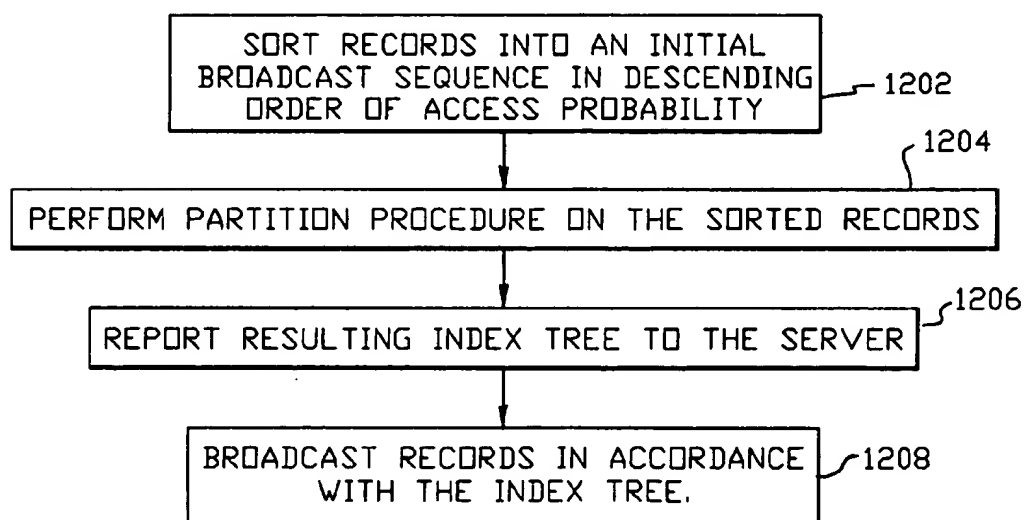 SORT RECORDS INTO AN INITIAL
BROADCAST SEQUENCE IN DESCENDING
ORDER OF ACCESS PROBABILITY
1202
1204
PERFORM PARTITION PROCEDURE ON THE SORTED RECORDS
1206
REPORT RESULTING INDEX TREE TO THE SERVER
BROADCAST RECORDS IN ACCORDANCE
WITH THE INDEX TREE.
1208